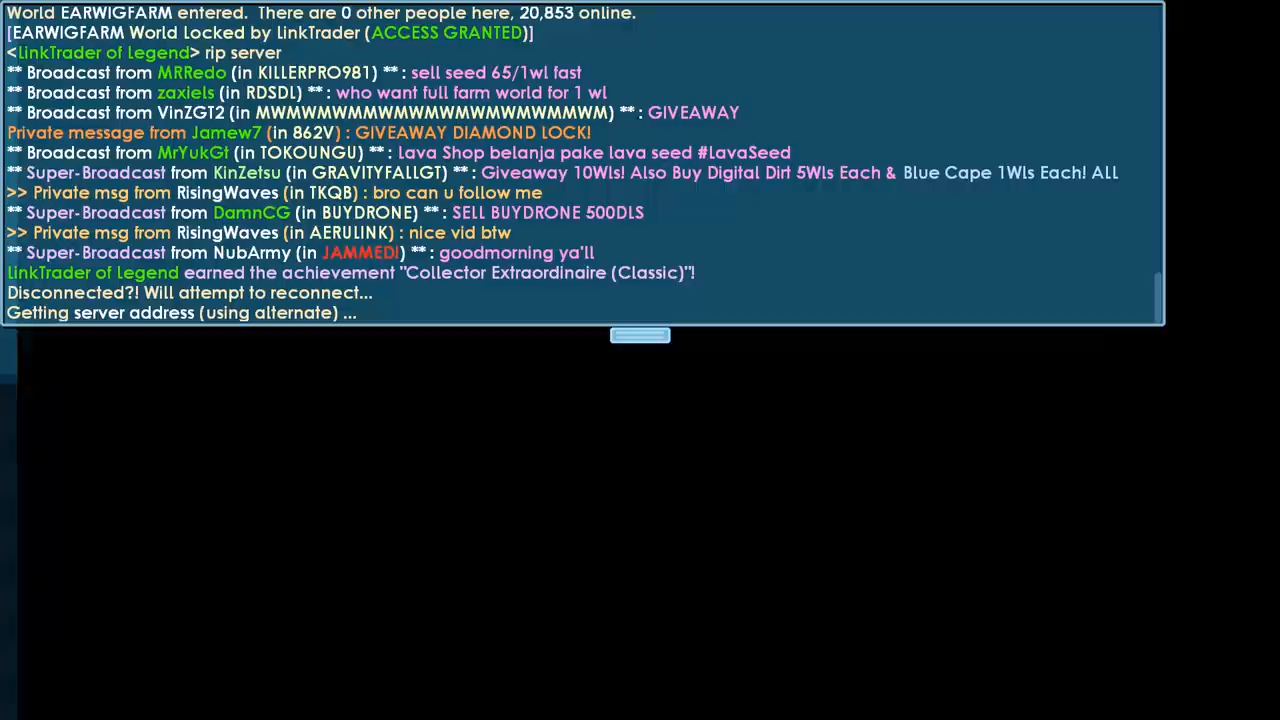 World EARWIGFARM entered. There are 0 other people here, 20,853 online.
[EARWIGFARM World Locked by LinkTrader (ACCESS GRANTED)]
<LinkTrader of Legend> rip server
** Broadcast from MRRedo (in KILLERPRO981) ** : sell seed 65/1wl fast
** Broadcast from zaxiels (in RDSDL) ** : who want full farm world for 1 wl
** Broadcast from VinZGT2 (in MWMWMWMMWMWMWMWMWMWMMWM) ** : GIVEAWAY
Private message from Jamew7 (in 862V) : GIVEAWAY DIAMOND LOCK!
** Broadcast from MrYukGt (in TOKOUNGU) ** : Lava Shop belanja pake lava seed #LavaSeed
** Super-Broadcast from KinZetsu (in GRAVITYFALLGT) ** : Giveaway 10Wls! Also Buy Digital Dirt 5Wls Each & Blue Cape 1Wls Each! ALL
>> Private msg from RisingWaves (in TKQB) : bro can u follow me
** Super-Broadcast from DamnCG (in BUYDRONE) ** : SELL BUYDRONE 500DLS
>> Private msg from RisingWaves (in AERULINK) : nice vid btw
** Super-Broadcast from NubArmy (in JAMMED!) ** : goodmorning ya'll
LinkTrader of Legend earned the achievement "Collector Extraordinaire (Classic)"!
Disconnected?! Will attempt to reconnect...
Getting server address (using alternate) ...